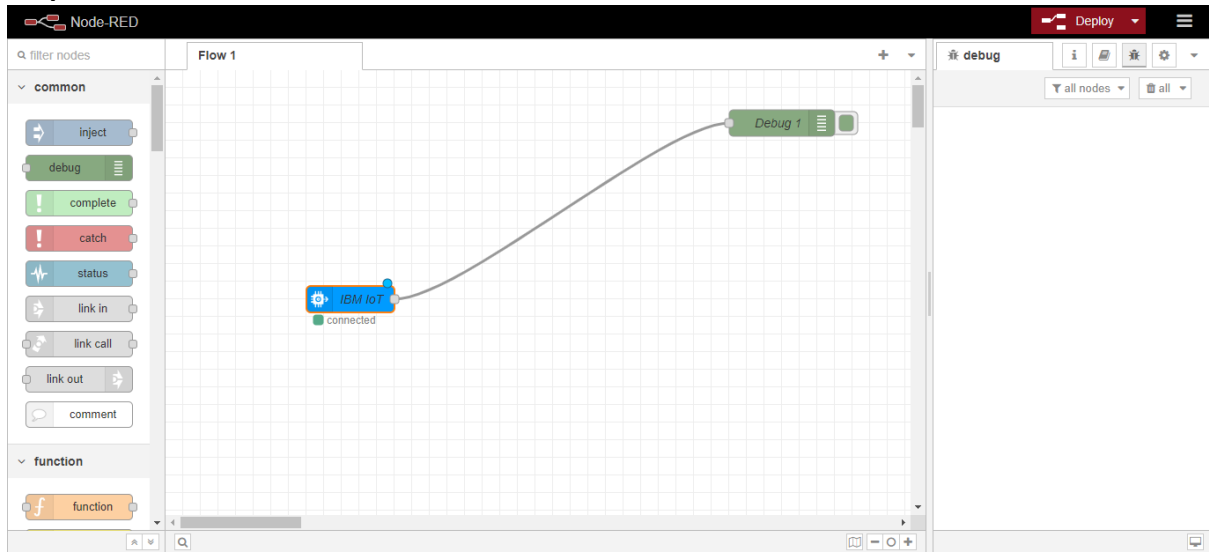 Node-RED
Deploy
filter nodes
Flow 1
debug
i
all nodes
all
common
inject
debug
complete
catch
status
link in
link call
link out
comment
function
function
Debug 1
IBM IoT
connected